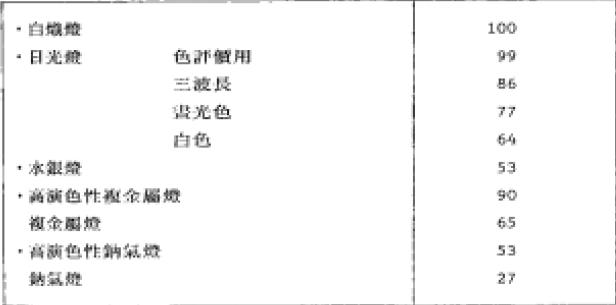 ・白熾燈 100
・日光燈 色評價用 99
三波長 86
晝光色 77
白色 64
・水銀燈 53
・高演色性複金屬燈 90
複金屬燈 65
・高演色性鈉氣燈 53
鈉氣燈 27